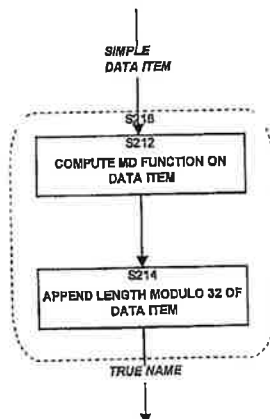 SIMPLE
DATA ITEM
S216
S212
COMPUTE MD FUNCTION ON
DATA ITEM
S214
APPEND LENGTH MODULO 32 OF
DATA ITEM
TRUE NAME